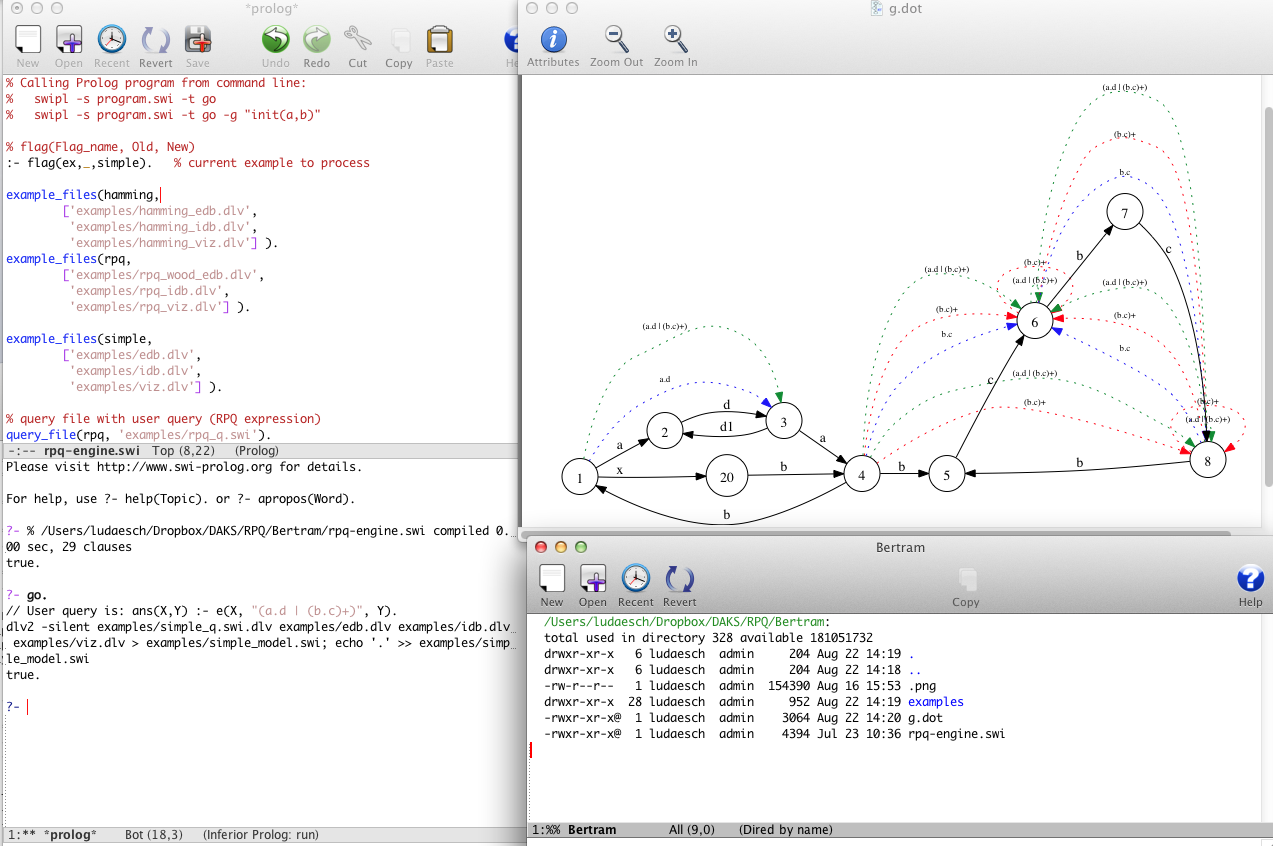 *prolog*
New Open Recent Revert Save Undo Redo Cut Copy Paste He
% Calling Prolog program from command line:
%   swipl -s program.swi -t go
%   swipl -s program.swi -t go -g "init(a,b)"
% flag(Flag_name, Old, New)
:- flag(ex,_,simple).   % current example to process
example_files(hamming,
['examples/hamming_edb.dlv',
'examples/hamming_idb.dlv',
'examples/hamming_viz.dlv'] ).
example_files(rpq,
['examples/rpq_wood_edb.dlv',
'examples/rpq_idb.dlv',
'examples/rpq_viz.dlv'] ).
example_files(simple,
['examples/edb.dlv',
'examples/idb.dlv',
'examples/viz.dlv'] ).
% query file with user query (RPQ expression)
query_file(rpq, 'examples/rpq_q.swi').
-:-- rpq-engine.swi Top (8,22) (Prolog)
Please visit http://www.swi-prolog.org for details.
For help, use ?- help(Topic). or ?- apropos(Word).
?- % /Users/ludaesch/Dropbox/DAKS/RPQ/Bertram/rpq-engine.swi compiled 0.
00 sec, 29 clauses
true.
?- go.
// User query is: ans(X,Y) :- e(X, "(a.d | (b.c)+)", Y).
dlv2 -silent examples/simple_q.swi.dlv examples/edb.dlv examples/idb.dlv
examples/viz.dlv > examples/simple_model.swi; echo '.' >> examples/simp
le_model.swi
true.
?-
1:** *prolog* Bot (18,3) (Inferior Prolog: run)
g.dot
Attributes Zoom Out Zoom In
(a.d | (b.c)+)
(b.c)+
b.c
7
b
c
(b.c)+
(a.d | (b.c)+)
(a.d | (b.c)+)
(a.d | (b.c)+)
(b.c)+
b.c
6
(b.c)+
b.c
(a.d | (b.c)+)
a.d
c
(a.d | (b.c)+)
(b.c)+
(b.c)+
(a.d | (b.c)+)
d
d1
2
3
a
a
1
x
20
b
4
b
5
b
8
b
Bertram
New Open Recent Revert Copy Help
/Users/ludaesch/Dropbox/DAKS/RPQ/Bertram:
total used in directory 328 available 181051732
drwxr-xr-x   6 ludaesch  admin     204 Aug 22 14:19 .
drwxr-xr-x   6 ludaesch  admin     204 Aug 22 14:18 ..
-rw-r--r--   1 ludaesch  admin  154390 Aug 16 15:53 .png
drwxr-xr-x  28 ludaesch  admin     952 Aug 22 14:19 examples
-rwxr-xr-x@  1 ludaesch  admin    3064 Aug 22 14:20 g.dot
-rwxr-xr-x@  1 ludaesch  admin    4394 Jul 23 10:36 rpq-engine.swi
1:%% Bertram All (9,0) (Dired by name)